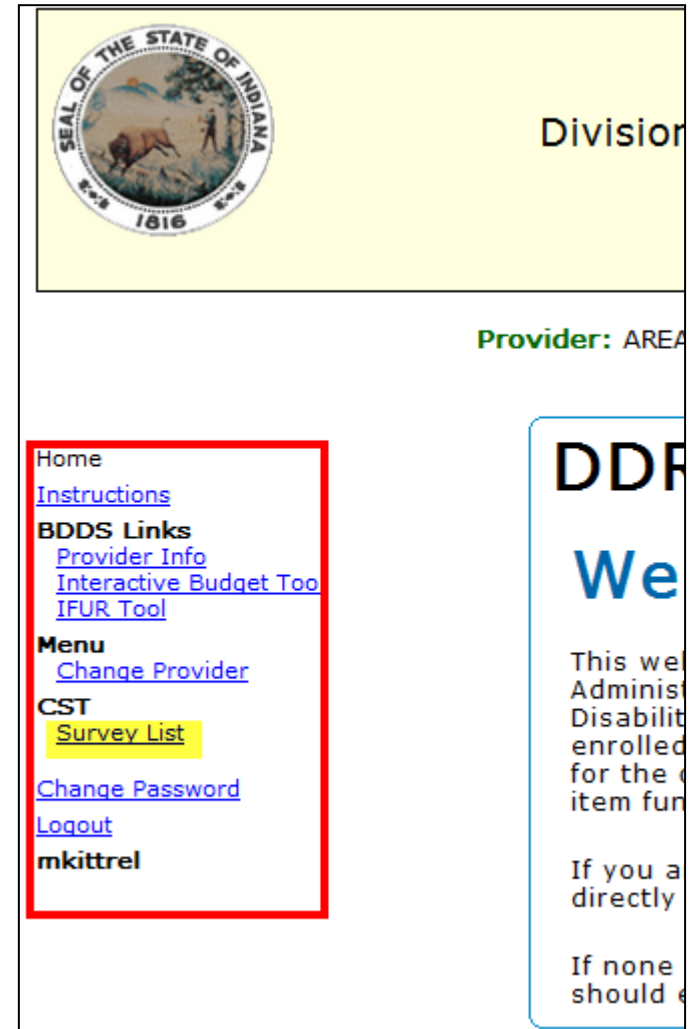 SEAL OF THE STATE OF INDIANA
1816
Division
Provider: AREA
Home
Instructions
BDDS Links
Provider Info
Interactive Budget Too
IFUR Tool
Menu
Change Provider
CST
Survey List
Change Password
Logout
mkittrel
DDR
We
This we
Administ
Disabilit
enrolled
for the
item fun
If you a
directly
If none
should e